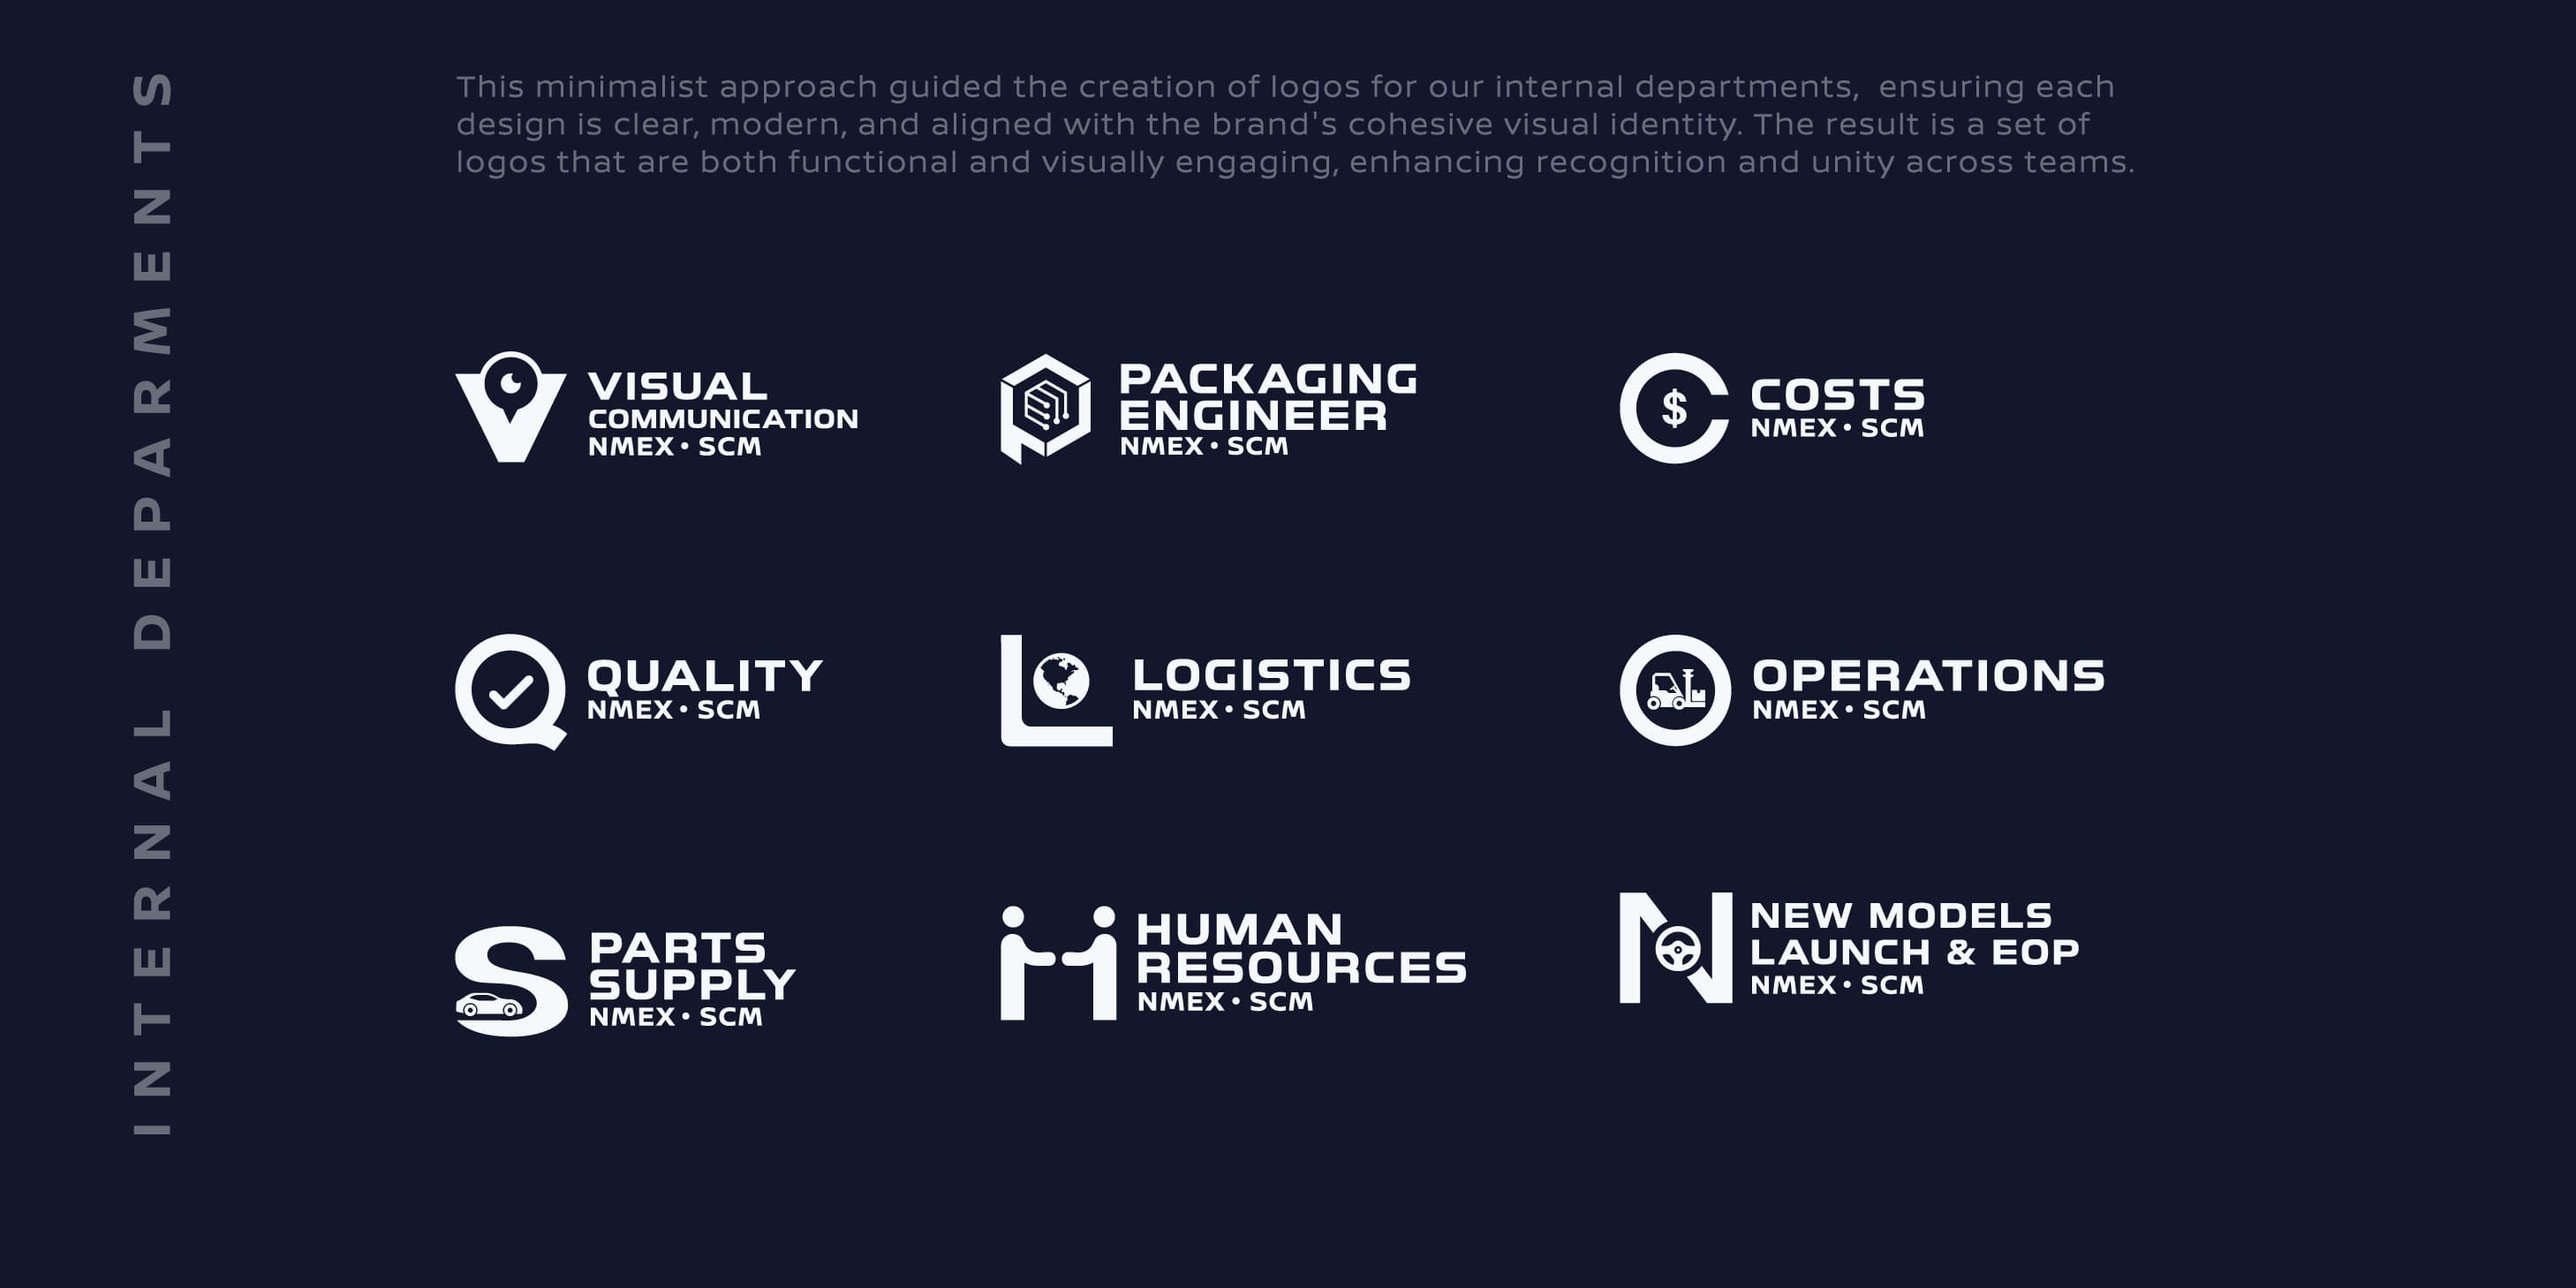 INTERNAL DEPARMENTS
This minimalist approach guided the creation of logos for our internal departments,  ensuring each
design is clear, modern, and aligned with the brand's cohesive visual identity. The result is a set of
logos that are both functional and visually engaging, enhancing recognition and unity across teams.
VISUAL
COMMUNICATION
NMEX • SCM
PACKAGING
ENGINEER
NMEX • SCM
$
COSTS
NMEX • SCM
QUALITY
NMEX • SCM
LOGISTICS
NMEX • SCM
OPERATIONS
NMEX • SCM
PARTS
SUPPLY
NMEX • SCM
HUMAN
RESOURCES
NMEX • SCM
NEW MODELS
LAUNCH & EOP
NMEX • SCM